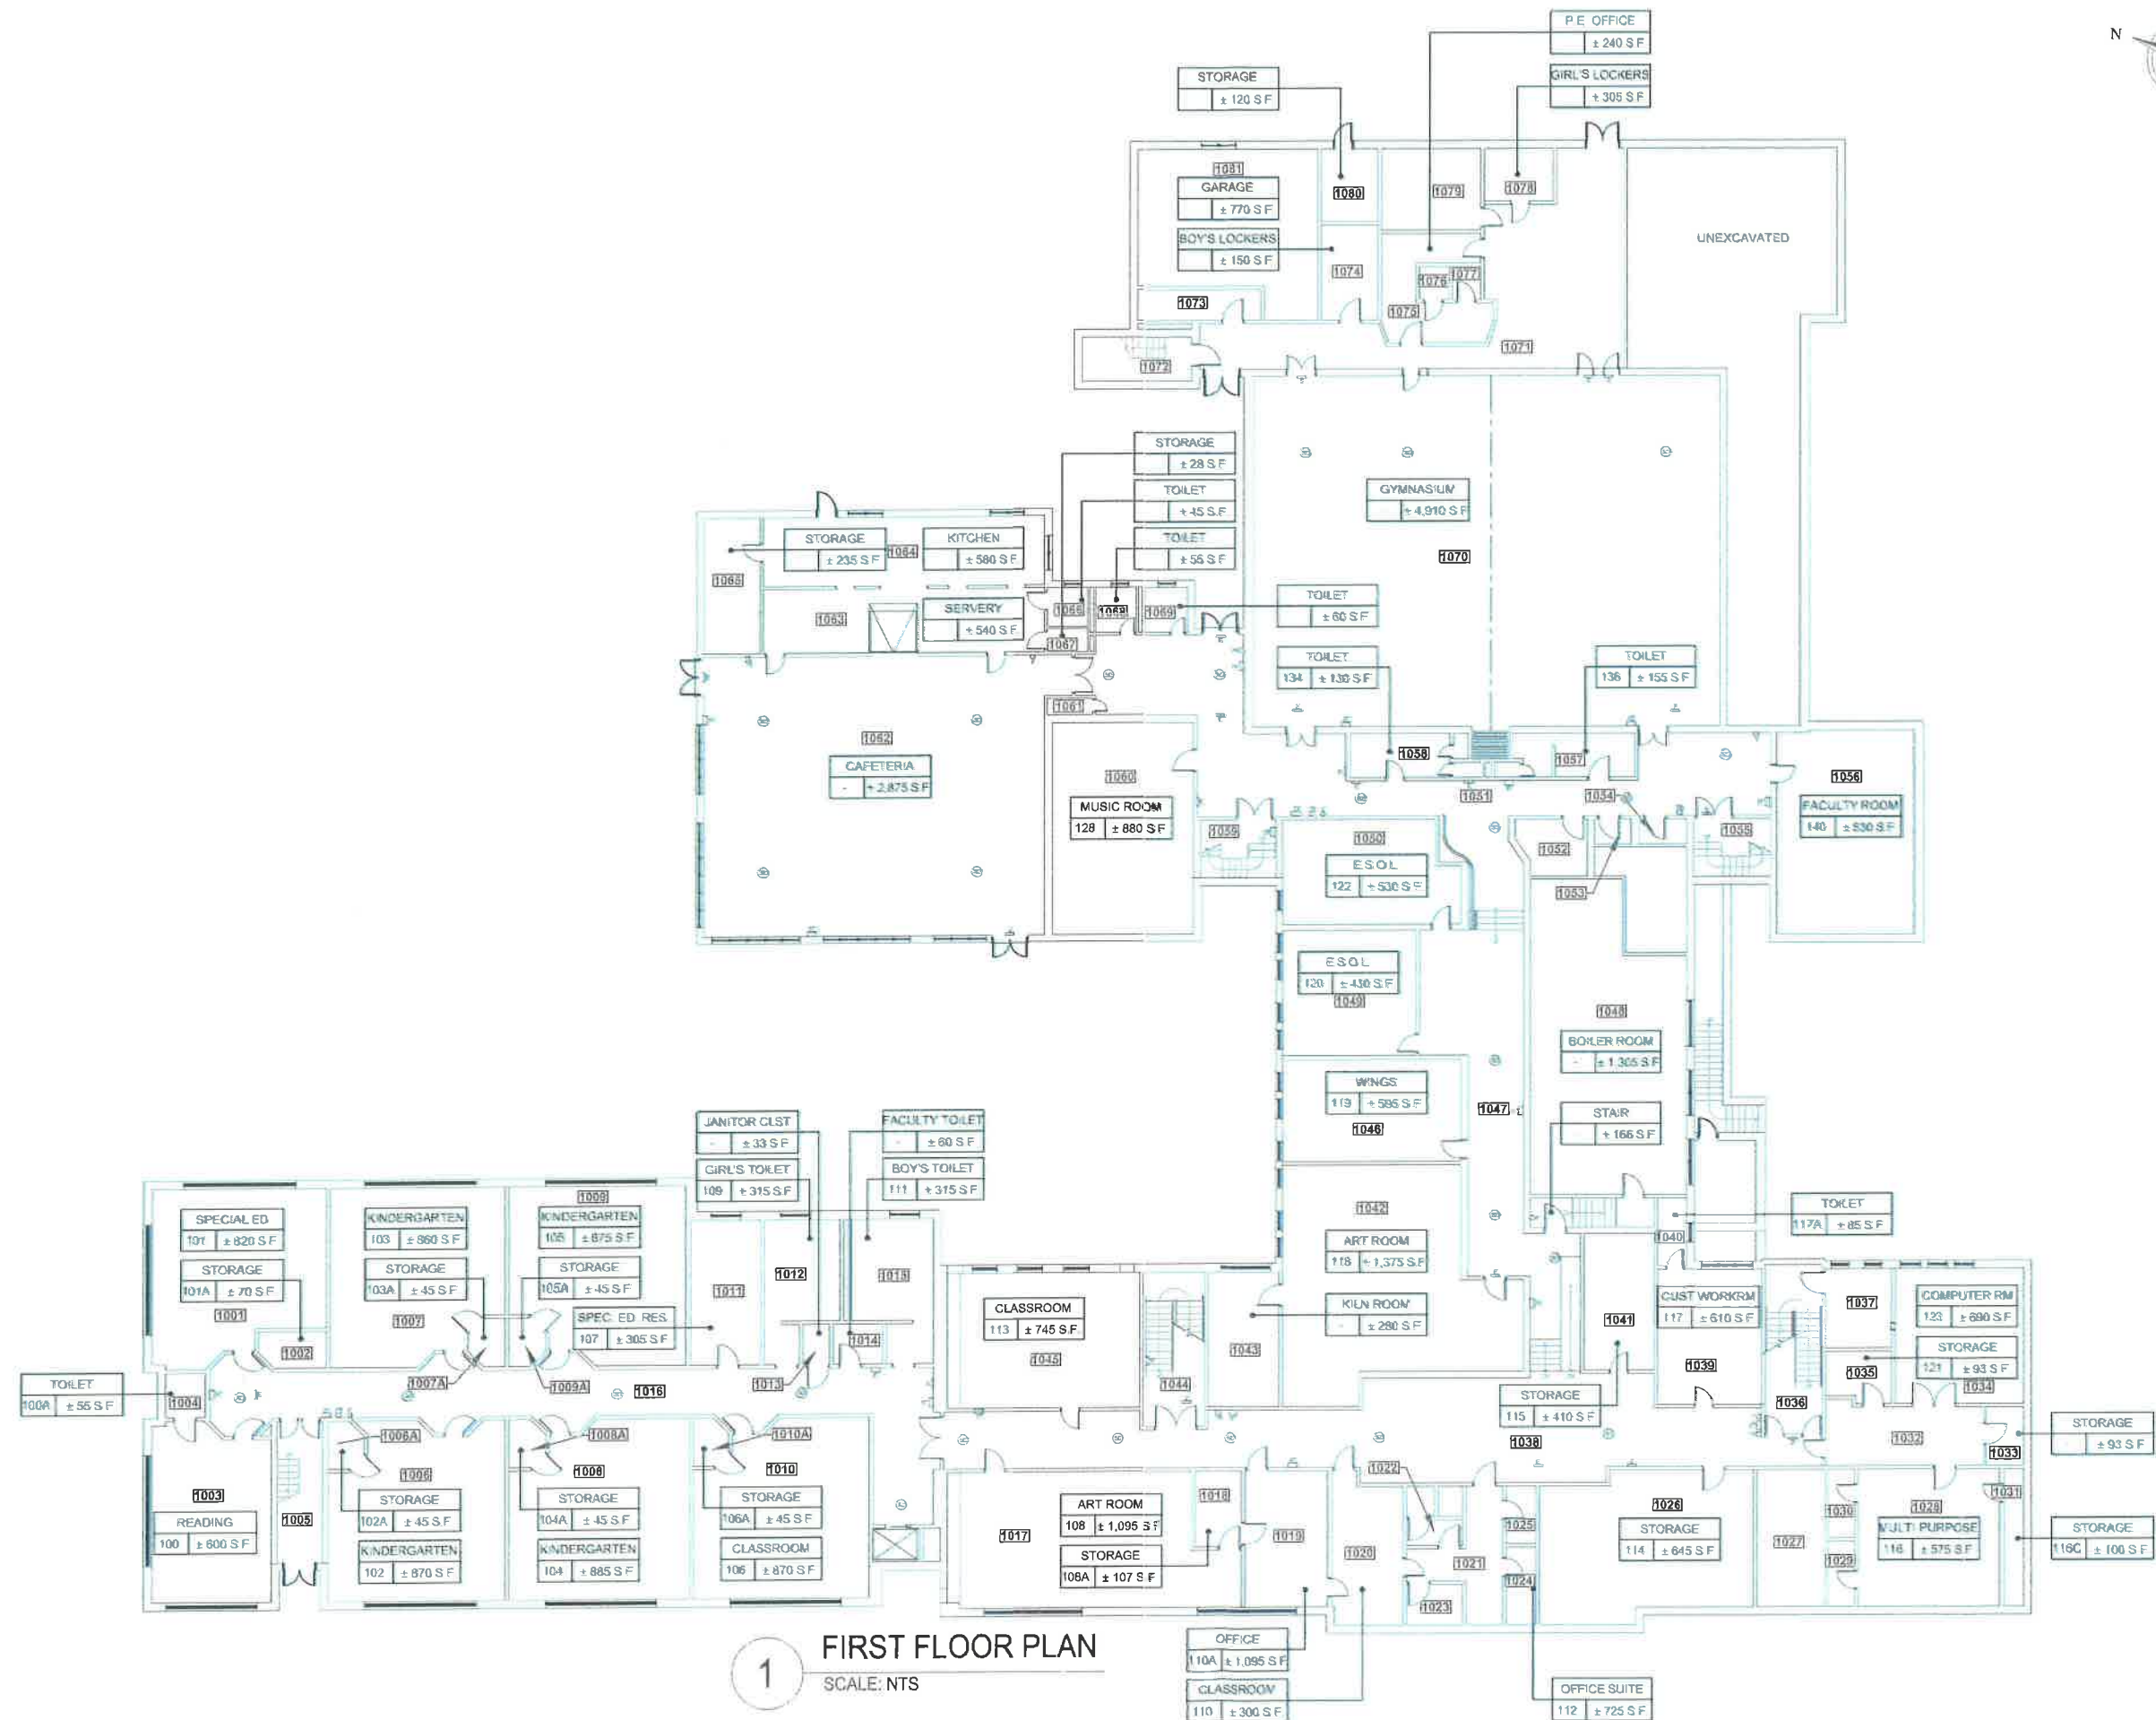 P.E. OFFICE
± 240 S.F.
N
STORAGE
± 120 S.F.
GIRL'S LOCKERS
± 305 S.F.
1081
GARAGE
± 770 S.F.
1080
1079
1078
BOY'S LOCKERS
± 150 S.F.
UNEXCAVATED
1074
1076
1077
1073
1075
1071
1072
STORAGE
± 28 S.F.
TOILET
± 45 S.F.
TOILET
± 55 S.F.
GYMNASIUM
± 4,910 S.F.
1070
STORAGE
± 235 S.F.
1064
KITCHEN
± 580 S.F.
1065
SERVERY
± 540 S.F.
1063
1066
1068
1069
1067
TOILET
± 60 S.F.
TOILET
134 ± 130 S.F.
TOILET
136 ± 155 S.F.
1061
1062
CAFETERIA
- ± 2,875 S.F.
1060
MUSIC ROOM
128 ± 880 S.F.
1058
1057
1051
1054
1056
FACULTY ROOM
140 ± 830 S.F.
1059
1050
E.S.O.L.
122 ± 530 S.F.
1052
1055
1053
E.S.O.L.
120 ± 430 S.F.
1049
1048
BOILER ROOM
- ± 1,305 S.F.
WINGS
119 ± 595 S.F.
1046
1047
STAIR
± 166 S.F.
JANITOR CLST
- ± 33 S.F.
FACULTY TOILET
- ± 60 S.F.
GIRL'S TOILET
109 ± 315 S.F.
BOY'S TOILET
111 ± 315 S.F.
SPECIAL ED
101 ± 820 S.F.
STORAGE
101A ± 70 S.F.
1001
1002
KINDERGARTEN
103 ± 860 S.F.
STORAGE
103A ± 45 S.F.
1007
1007A
1009
KINDERGARTEN
105 ± 875 S.F.
STORAGE
105A ± 45 S.F.
SPEC. ED. RES.
107 ± 305 S.F.
1009A
1011
1012
1013
1014
1015
1016
CLASSROOM
113 ± 745 S.F.
1045
1044
1043
1042
ART ROOM
118 ± 1,375 S.F.
KILN ROOM
- ± 280 S.F.
TOILET
117A ± 85 S.F.
1040
1041
CUST WORKRM
117 ± 610 S.F.
1039
1037
COMPUTER RM
123 ± 690 S.F.
STORAGE
121 ± 93 S.F.
1035
1034
1036
TOILET
100A ± 55 S.F.
1004
STORAGE
115 ± 410 S.F.
1038
1032
1033
STORAGE
- ± 93 S.F.
1003
READING
100 ± 600 S.F.
1005
1006A
1006
STORAGE
102A ± 45 S.F.
KINDERGARTEN
102 ± 870 S.F.
1008A
1008
STORAGE
104A ± 45 S.F.
KINDERGARTEN
104 ± 885 S.F.
1010A
1010
STORAGE
106A ± 45 S.F.
CLASSROOM
106 ± 870 S.F.
1017
ART ROOM
108 ± 1,095 S.F.
STORAGE
108A ± 107 S.F.
1018
1019
1020
1022
1021
1023
1025
1024
1026
STORAGE
114 ± 645 S.F.
1027
1030
1029
1028
MULTI PURPOSE
116 ± 575 S.F.
1031
STORAGE
116C ± 100 S.F.
OFFICE
110A ± 1,095 S.F.
CLASSROOM
110 ± 300 S.F.
OFFICE SUITE
112 ± 725 S.F.
1
FIRST FLOOR PLAN
SCALE: NTS